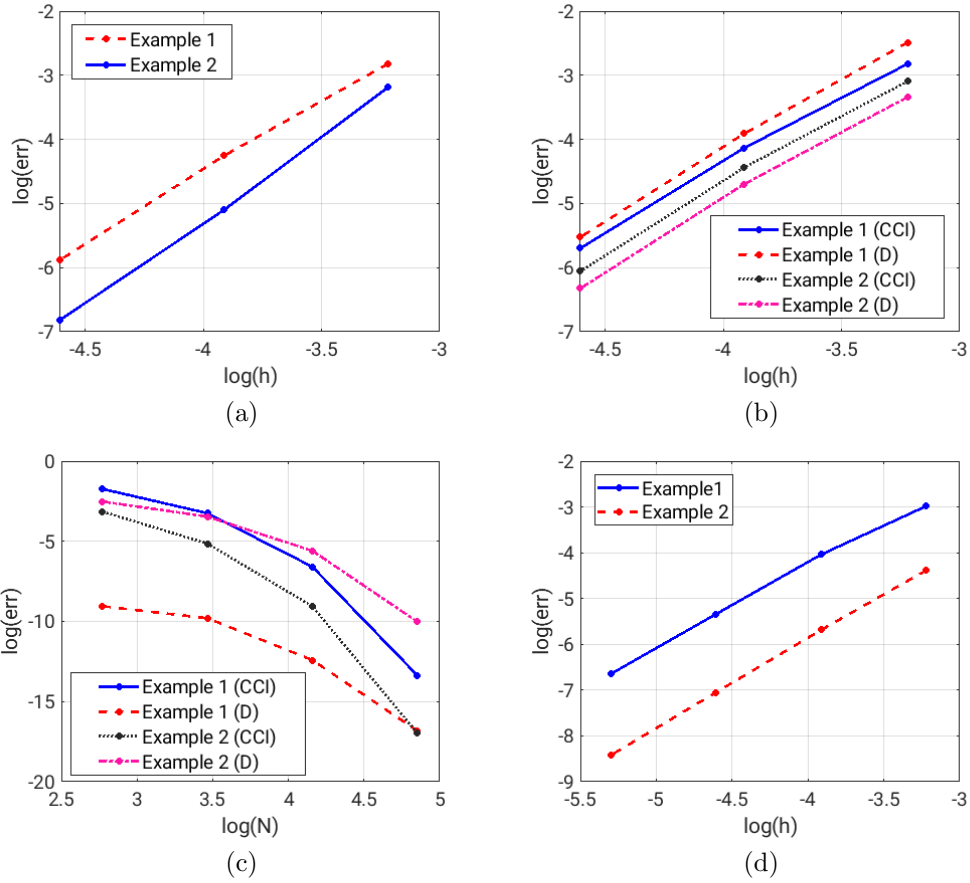 -2
-3
-4
-5
-6
-7
-4.5 -4 -3.5 -3
log(err)
log(h)
Example 1
Example 2
(a)
-2
-3
-4
-5
-6
-7
-4.5 -4 -3.5 -3
log(err)
log(h)
Example 1 (CCI)
Example 1 (D)
Example 2 (CCI)
Example 2 (D)
(b)
0
-5
-10
-15
-20
2.5 3 3.5 4 4.5 5
log(err)
log(N)
Example 1 (CCI)
Example 1 (D)
Example 2 (CCI)
Example 2 (D)
(c)
-2
-3
-4
-5
-6
-7
-8
-9
-5.5 -5 -4.5 -4 -3.5 -3
log(err)
log(h)
Example1
Example 2
(d)